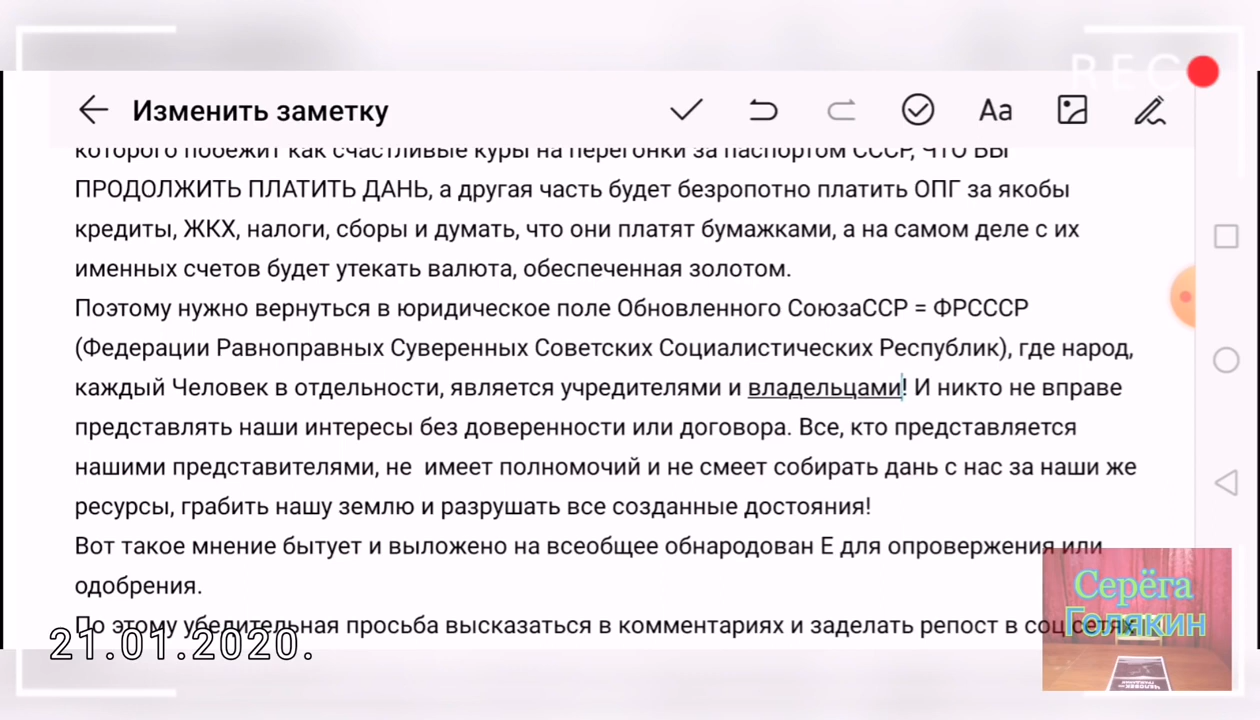 REC
Изменить заметку
Aa
которого побежит как счастливые куры на перегонки за паспортом СССР, ЧТО БЫ
ПРОДОЛЖИТЬ ПЛАТИТЬ ДАНЬ, а другая часть будет безропотно платить ОПГ за якобы
кредиты, ЖКХ, налоги, сборы и думать, что они платят бумажками, а на самом деле с их
именных счетов будет утекать валюта, обеспеченная золотом.
Поэтому нужно вернуться в юридическое поле Обновленного СоюзаССР = ФРСССР
(Федерации Равноправных Суверенных Советских Социалистических Республик), где народ,
каждый Человек в отдельности, является учредителями и владельцами! И никто не вправе
представлять наши интересы без доверенности или договора. Все, кто представляется
нашими представителями, не  имеет полномочий и не смеет собирать дань с нас за наши же
ресурсы, грабить нашу землю и разрушать все созданные достояния!
Вот такое мнение бытует и выложено на всеобщее обнародован Е для опровержения или
одобрения.
По этому убедительная просьба высказаться в комментариях и заделать репост в соц сетях
21.01.2020.
Серёга
Голякин